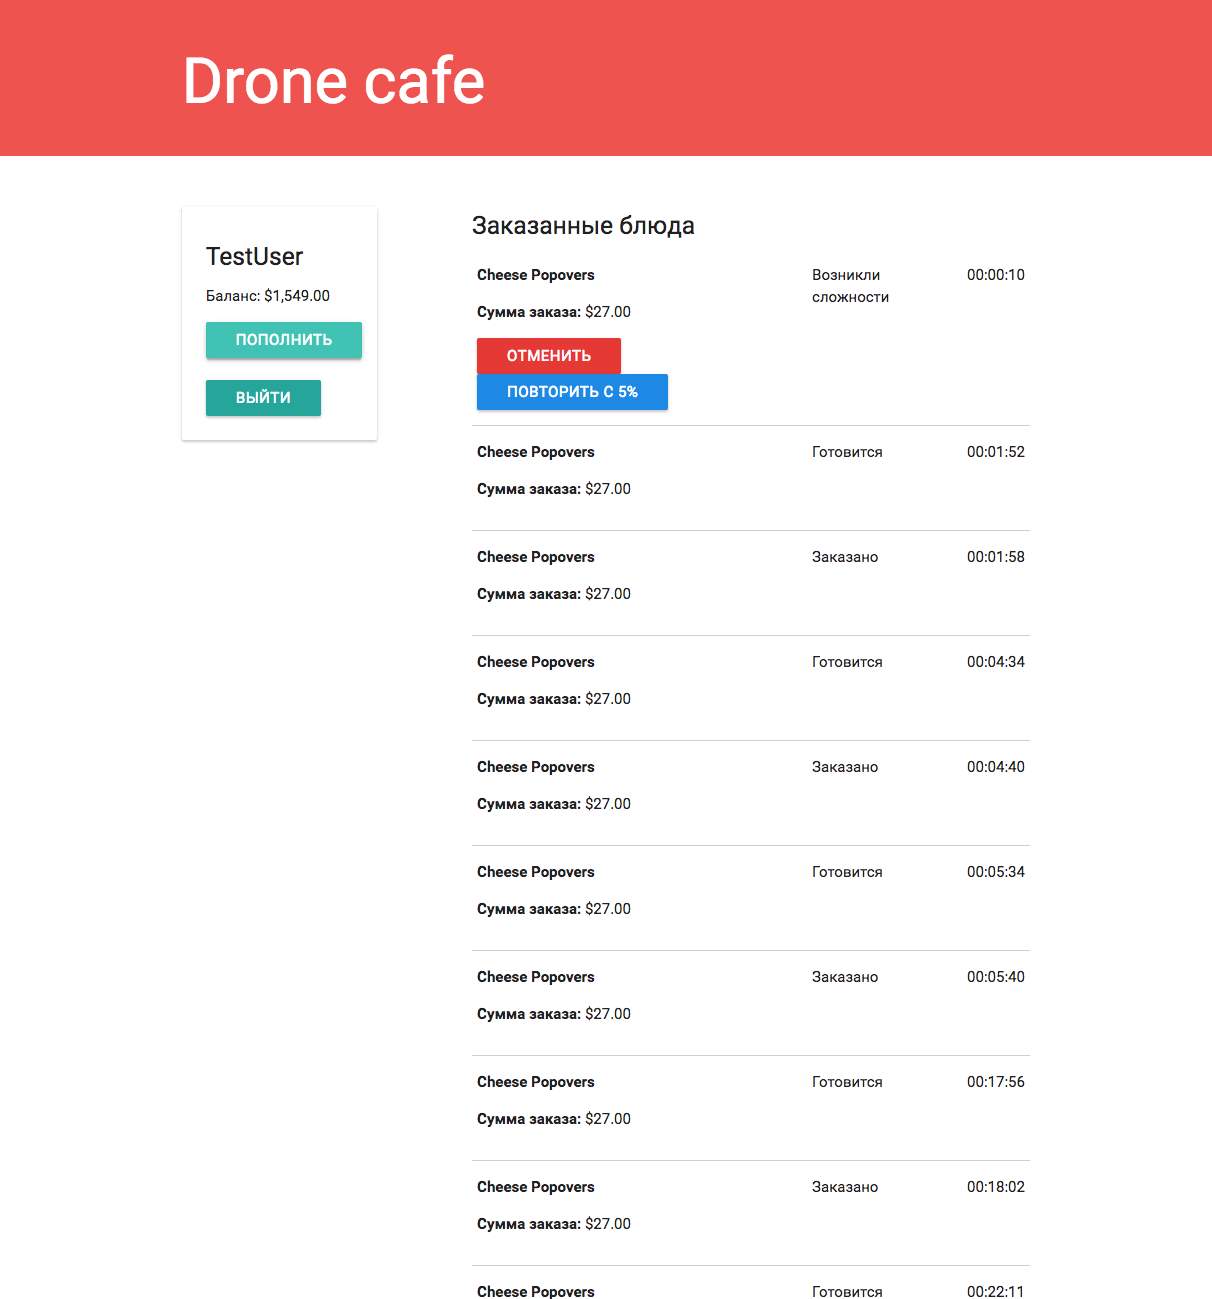 Drone cafe
TestUser
Баланс: $1,549.00
ПОПОЛНИТЬ
ВЫЙТИ
Заказанные блюда
Cheese Popovers Возникли сложности 00:00:10
Сумма заказа: $27.00
ОТМЕНИТЬ
ПОВТОРИТЬ С 5%
Cheese Popovers Готовится 00:01:52
Сумма заказа: $27.00
Cheese Popovers Заказано 00:01:58
Сумма заказа: $27.00
Cheese Popovers Готовится 00:04:34
Сумма заказа: $27.00
Cheese Popovers Заказано 00:04:40
Сумма заказа: $27.00
Cheese Popovers Готовится 00:05:34
Сумма заказа: $27.00
Cheese Popovers Заказано 00:05:40
Сумма заказа: $27.00
Cheese Popovers Готовится 00:17:56
Сумма заказа: $27.00
Cheese Popovers Заказано 00:18:02
Сумма заказа: $27.00
Cheese Popovers Готовится 00:22:11